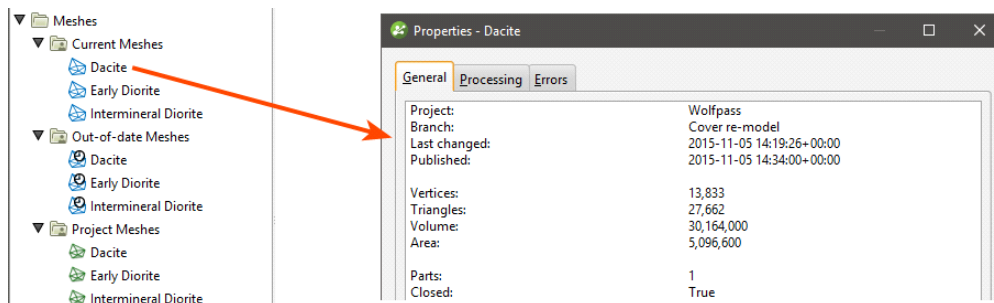 Meshes
Current Meshes
Dacite
Early Diorite
Intermineral Diorite
Out-of-date Meshes
Dacite
Early Diorite
Intermineral Diorite
Project Meshes
Dacite
Early Diorite
Intermineral Diorite
Properties - Dacite
General Processing Errors
Project: Wolfpass
Branch: Cover re-model
Last changed: 2015-11-05 14:19:26+00:00
Published: 2015-11-05 14:34:00+00:00
Vertices: 13,833
Triangles: 27,662
Volume: 30,164,000
Area: 5,096,600
Parts: 1
Closed: True